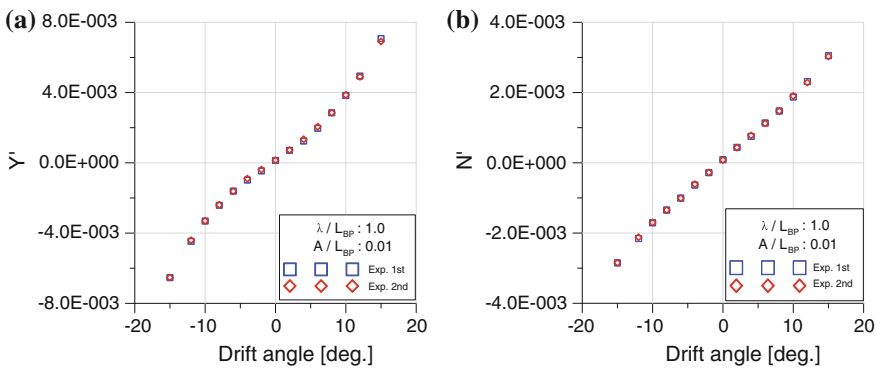 (a)
8.0E-003
4.0E-003
0.0E+000
-4.0E-003
-8.0E-003
Y'
-20 -10 0 10 20
Drift angle [deg.]
λ / L_BP : 1.0
A / L_BP : 0.01
Exp. 1st
Exp. 2nd
(b)
4.0E-003
2.0E-003
0.0E+000
-2.0E-003
-4.0E-003
N'
-20 -10 0 10 20
Drift angle [deg.]
λ / L_BP : 1.0
A / L_BP : 0.01
Exp. 1st
Exp. 2nd